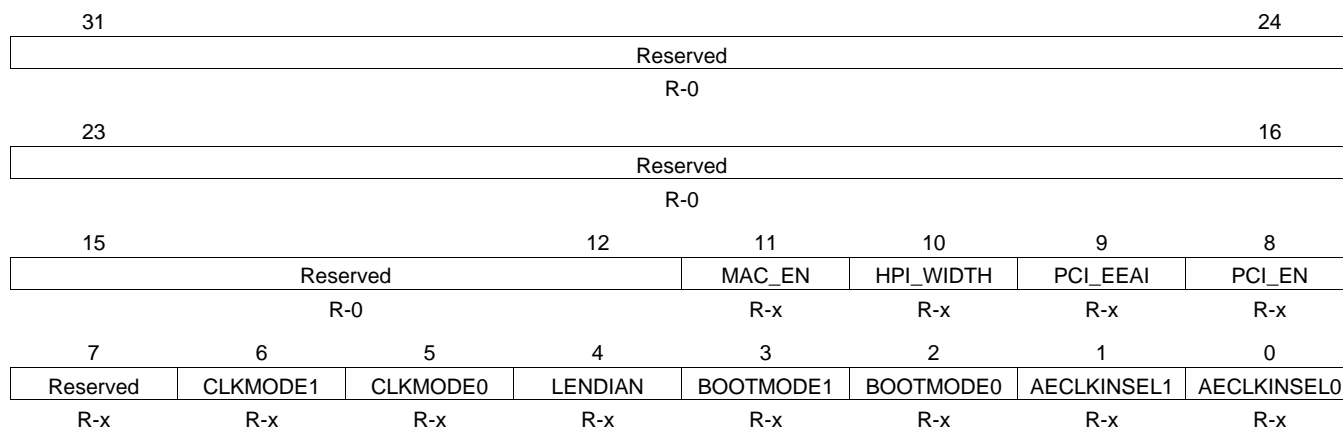 31 24
Reserved
R-0
23 16
Reserved
R-0
15 12 11 10 9 8
Reserved MAC_EN HPI_WIDTH PCI_EEAI PCI_EN
R-0 R-x R-x R-x R-x
7 6 5 4 3 2 1 0
Reserved CLKMODE1 CLKMODE0 LENDIAN BOOTMODE1 BOOTMODE0 AECLKINSEL1 AECLKINSEL0
R-x R-x R-x R-x R-x R-x R-x R-x